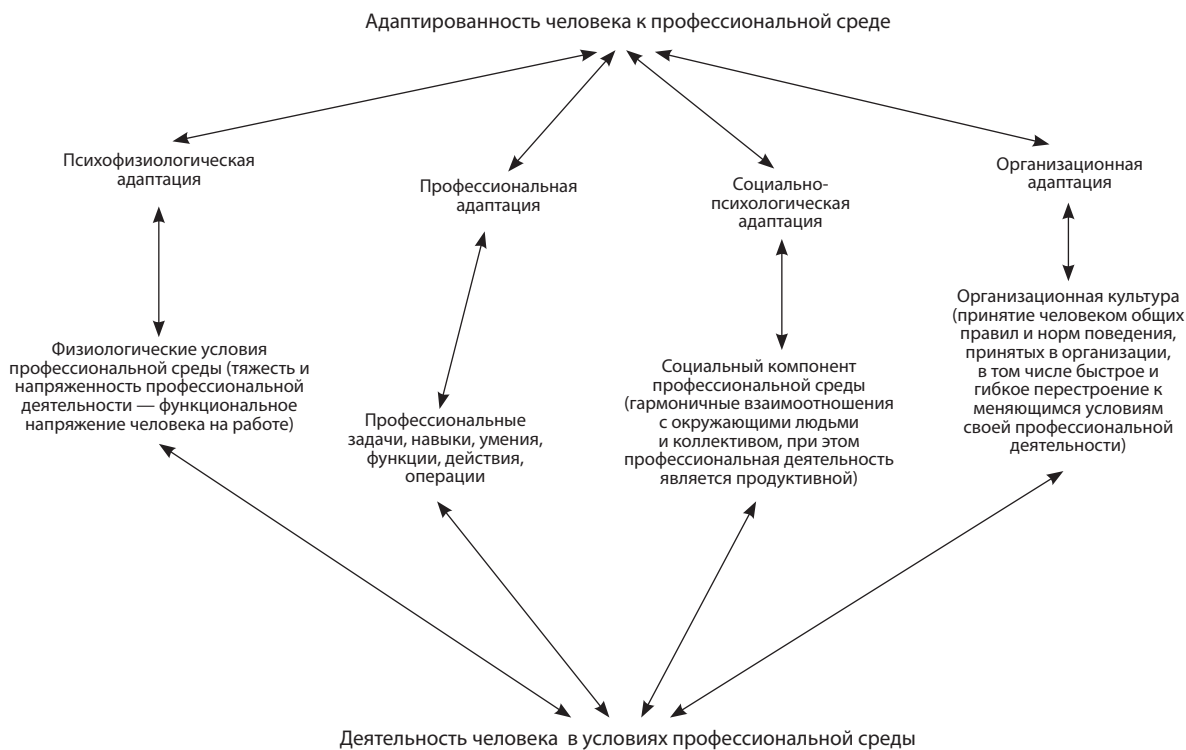 Адаптированность человека к профессиональной среде
Психофизиологическая
адаптация
Профессиональная
адаптация
Социально-
психологическая
адаптация
Организационная
адаптация
Физиологические условия
профессиональной среды (тяжесть и
напряженность профессиональной
деятельности — функциональное
напряжение человека на работе)
Профессиональные
задачи, навыки, умения,
функции, действия,
операции
Социальный компонент
профессиональной среды
(гармоничные взаимоотношения
с окружающими людьми
и коллективом, при этом
профессиональная деятельность
является продуктивной)
Организационная культура
(принятие человеком общих
правил и норм поведения,
принятых в организации,
в том числе быстрое и
гибкое перестроение к
меняющимся условиям
своей профессиональной
деятельности)
Деятельность человека в условиях профессиональной среды